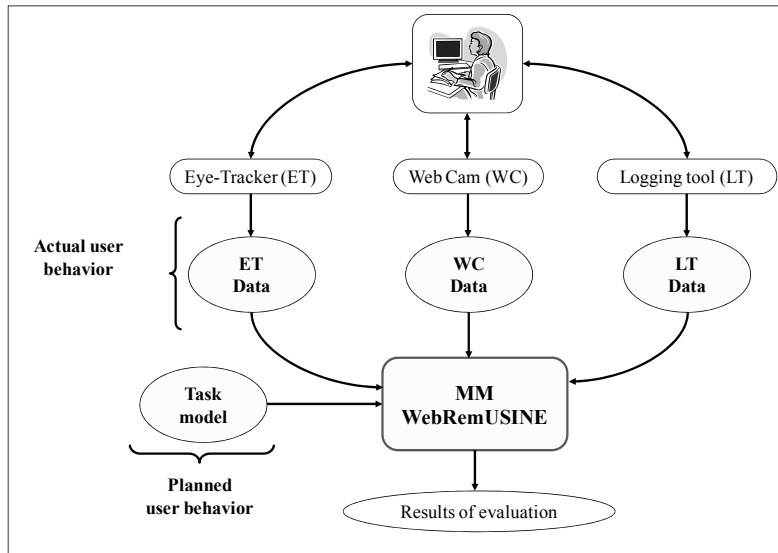 Eye-Tracker (ET)
Web Cam (WC)
Logging tool (LT)
Actual user
behavior
ET
Data
WC
Data
LT
Data
Task
model
MM
WebRemUSINE
Planned
user behavior
Results of evaluation